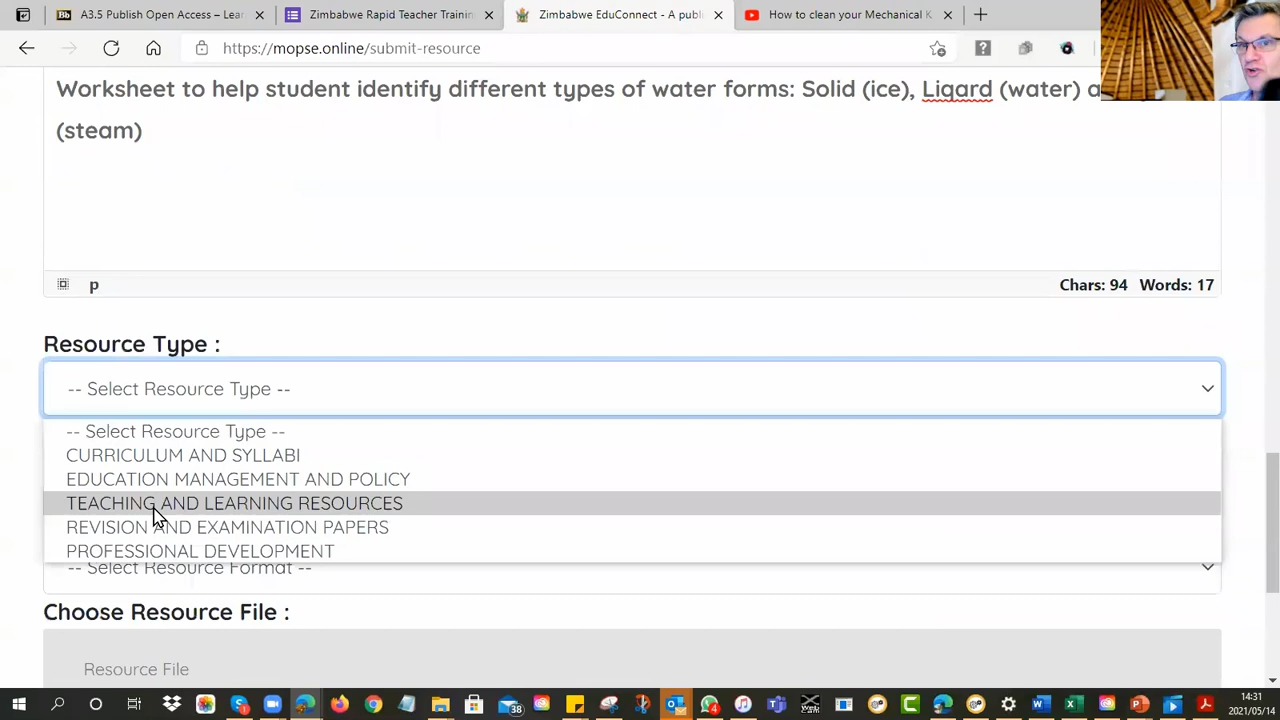 A3.5 Publish Open Access – Lear
Zimbabwe Rapid Teacher Training
Zimbabwe EduConnect - A publi
How to clean your Mechanical K
https://mopse.online/submit-resource
Worksheet to help student identify different types of water forms: Solid (ice), Liqard (water) a
(steam)
p
Chars: 94 Words: 17
Resource Type :
-- Select Resource Type --
-- Select Resource Type --
CURRICULUM AND SYLLABI
EDUCATION MANAGEMENT AND POLICY
TEACHING AND LEARNING RESOURCES
REVISION AND EXAMINATION PAPERS
PROFESSIONAL DEVELOPMENT
-- Select Resource Format --
Choose Resource File :
Resource File
38
4
14:31
2021/05/14